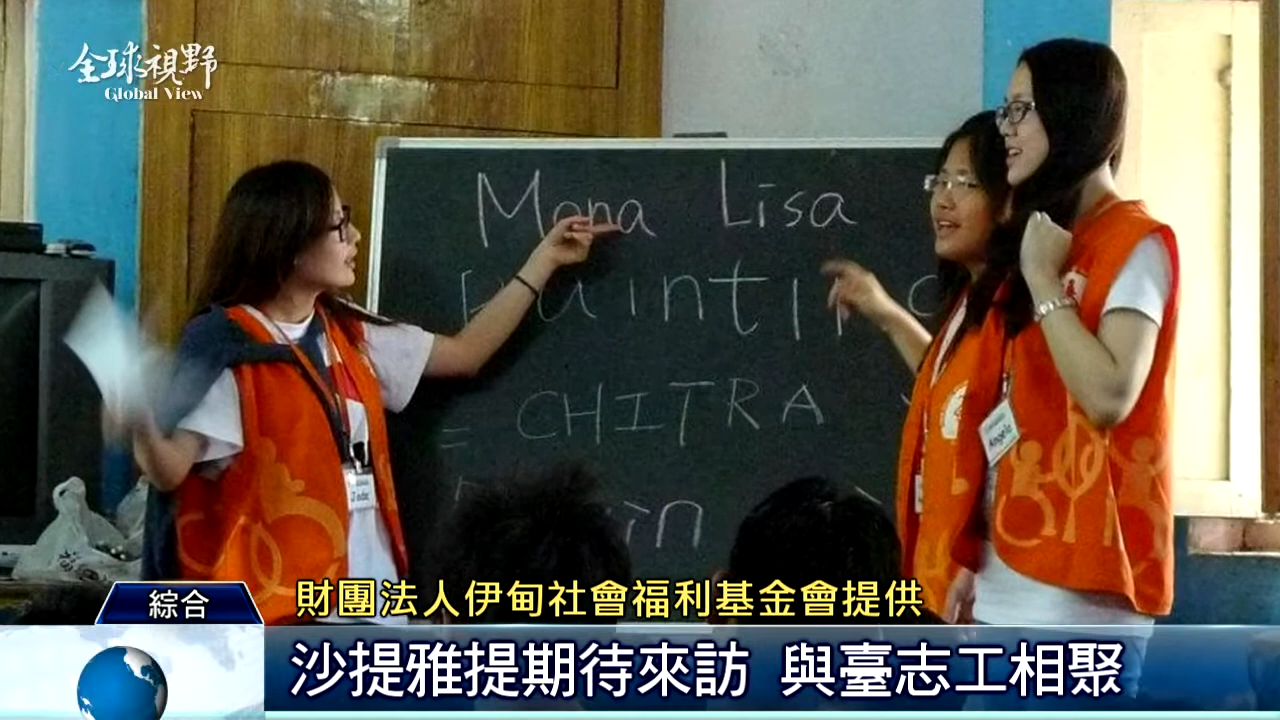 全球視野
Global View
Mona Lisa
= CHITRA
Angela
綜合
財團法人伊甸社會福利基金會提供
沙提雅提期待來訪 與臺志工相聚